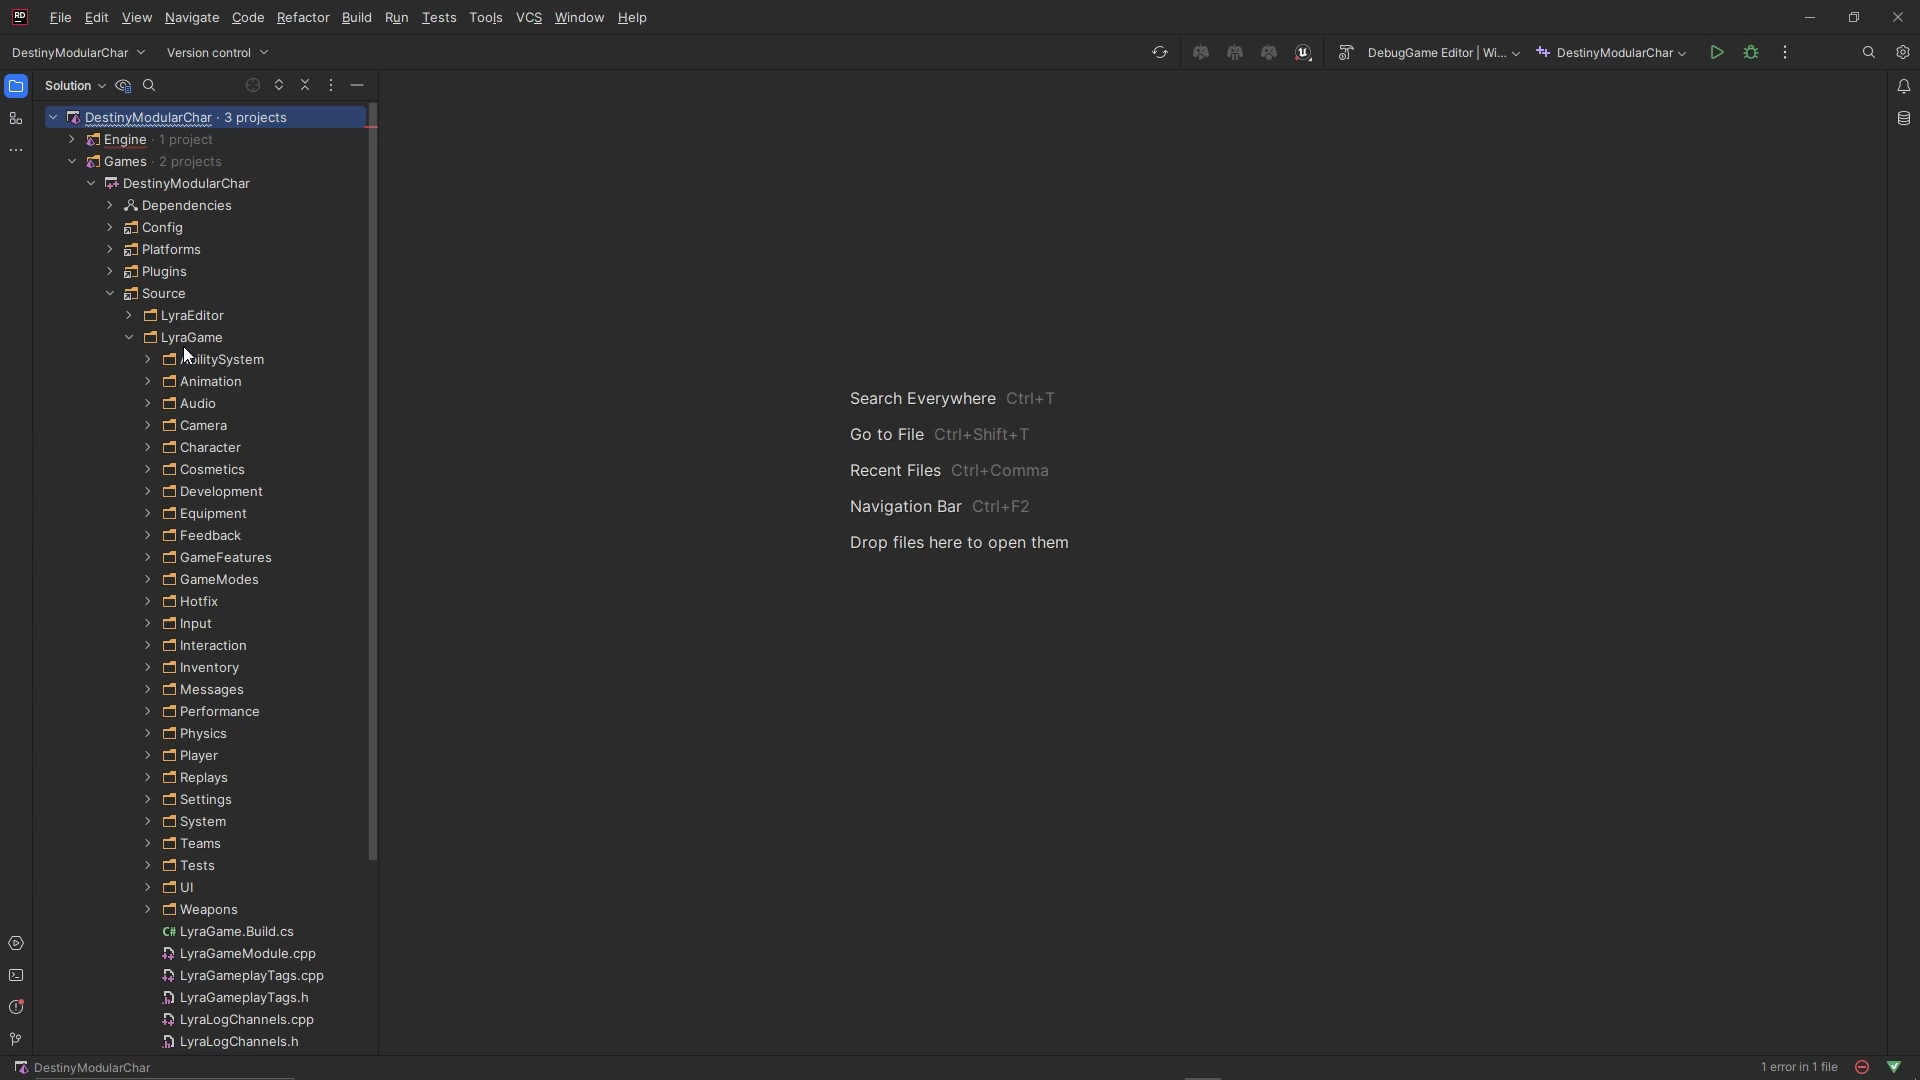 RD File Edit View Navigate Code Refactor Build Run Tests Tools VCS Window Help
DestinyModularChar Version control DebugGame Editor | Wi... DestinyModularChar
Solution
DestinyModularChar · 3 projects
Engine · 1 project
Games · 2 projects
DestinyModularChar
Dependencies
Config
Platforms
Plugins
Source
LyraEditor
LyraGame
Animation
Audio
Camera
Character
Cosmetics
Development
Equipment
Feedback
GameFeatures
GameModes
Hotfix
Input
Interaction
Inventory
Messages
Performance
Physics
Player
Replays
Settings
System
Teams
Tests
UI
Weapons
C# LyraGame.Build.cs
LyraGameModule.cpp
LyraGameplayTags.cpp
LyraGameplayTags.h
LyraLogChannels.cpp
LyraLogChannels.h
Search Everywhere Ctrl+T
Go to File Ctrl+Shift+T
Recent Files Ctrl+Comma
Navigation Bar Ctrl+F2
Drop files here to open them
DestinyModularChar 1 error in 1 file